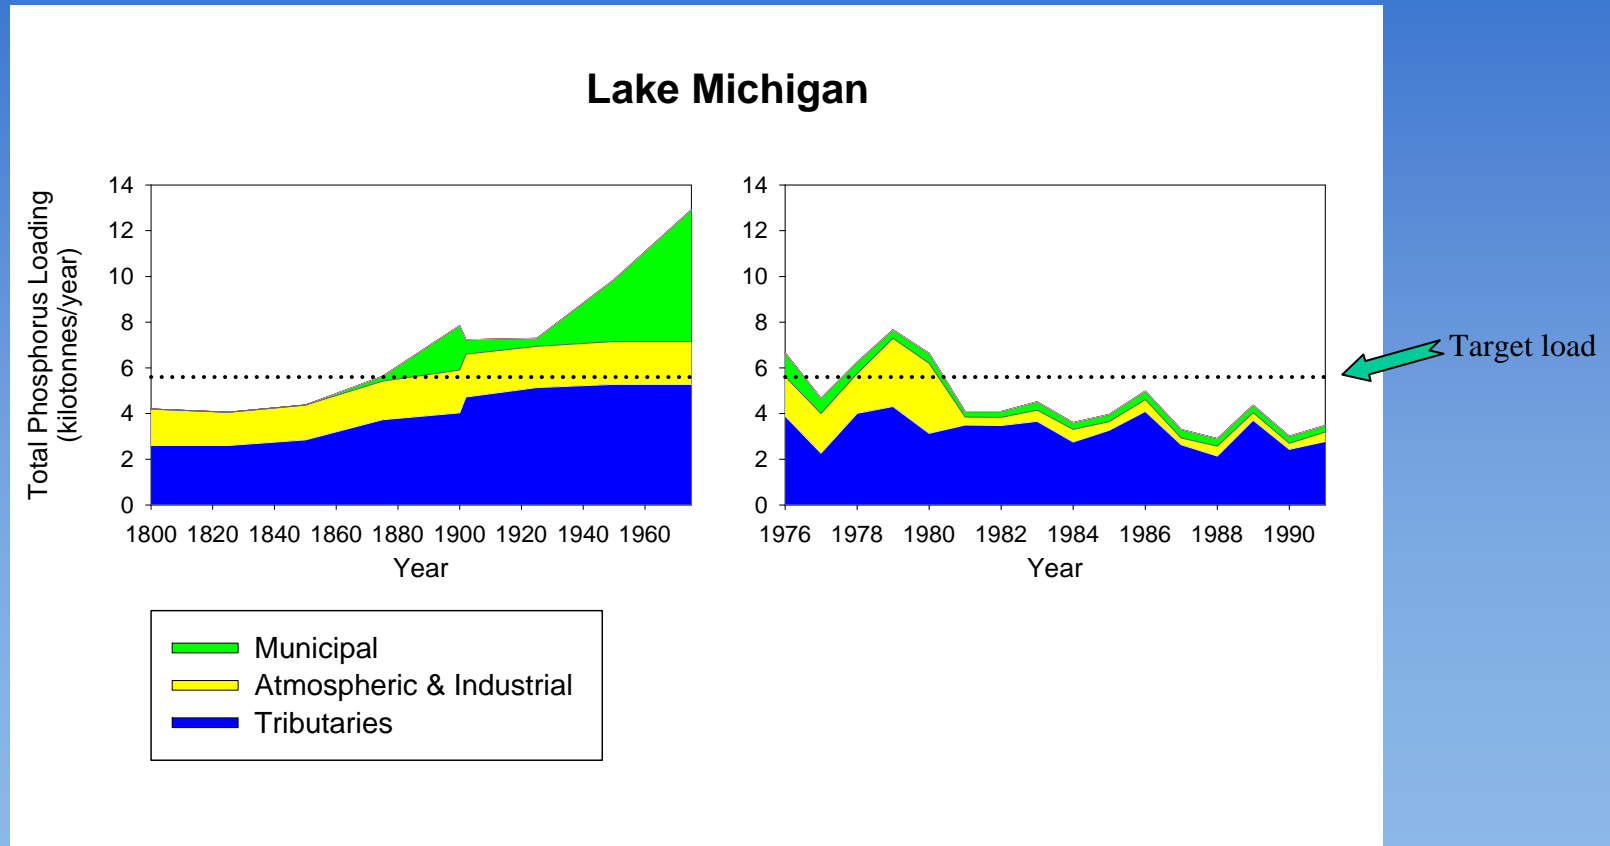 Lake Michigan
Total Phosphorus Loading
(kilotonnes/year)
14
12
10
8
6
4
2
0
1800 1820 1840 1860 1880 1900 1920 1940 1960
Year
14
12
10
8
6
4
2
0
1976 1978 1980 1982 1984 1986 1988 1990
Year
Target load
Municipal
Atmospheric & Industrial
Tributaries